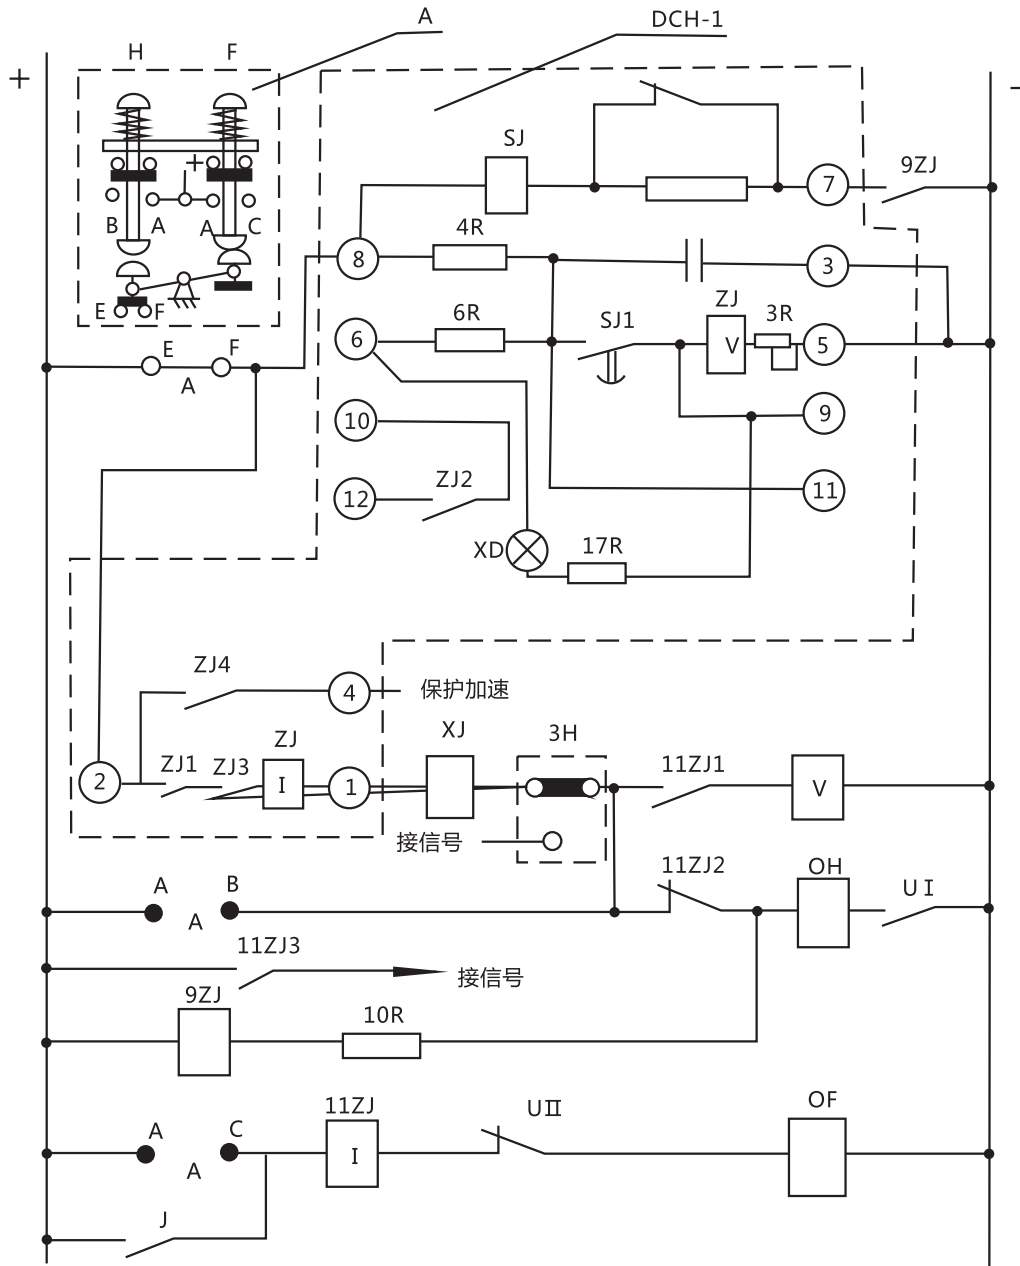 A
DCH-1
H F
+
-
SJ
7
9ZJ
+
B A A C
8
4R
3
E F
6
6R
SJ1
ZJ
V
3R
5
E F
A
10
9
12
ZJ2
11
XD
17R
ZJ4
4
保护加速
2
ZJ1
ZJ3
ZJ
I
1
XJ
3H
11ZJ1
V
接信号
A B
A
11ZJ2
OH
U I
11ZJ3
接信号
9ZJ
10R
A C
A
11ZJ
I
UⅡ
OF
J